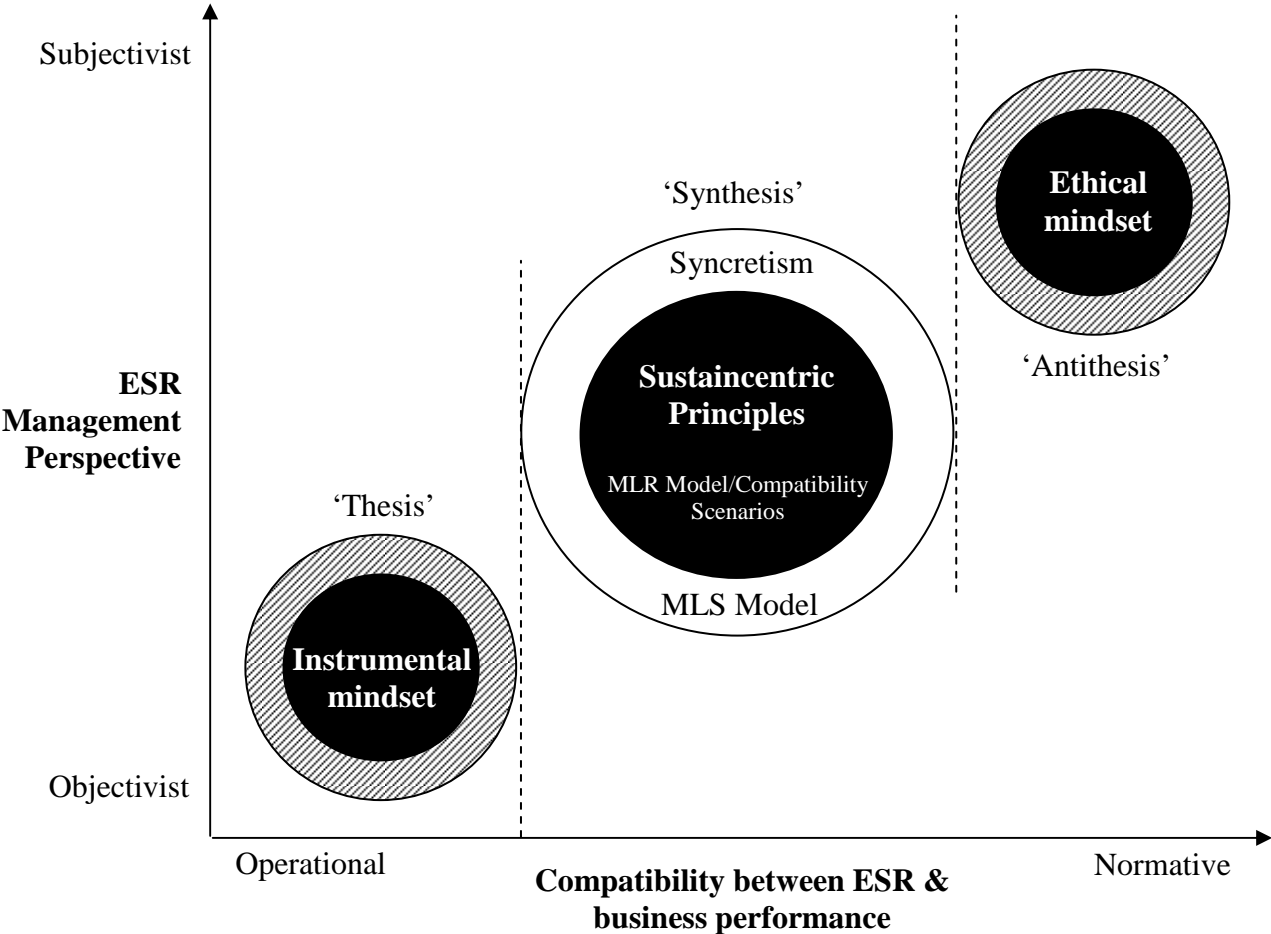 Subjectivist
Ethical
mindset
‘Synthesis’
Syncretism
‘Antithesis’
ESR
Management
Perspective
Sustaincentric
Principles
MLR Model/Compatibility
Scenarios
‘Thesis’
MLS Model
Instrumental
mindset
Objectivist
Operational
Normative
Compatibility between ESR &
business performance